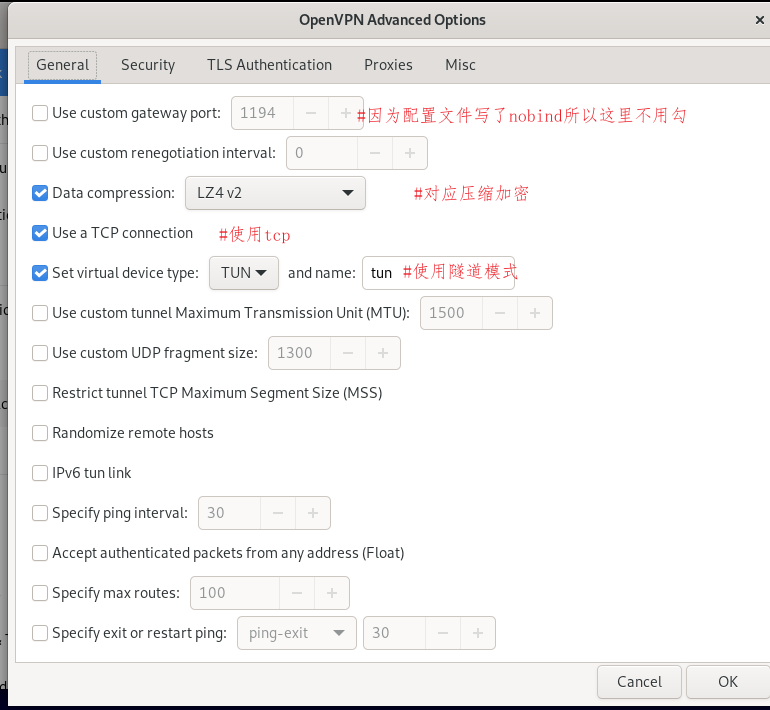 OpenVPN Advanced Options ×
General Security TLS Authentication Proxies Misc
Use custom gateway port: 1194 − + #因为配置文件写了nobind所以这里不用勾
Use custom renegotiation interval: 0 − +
Data compression: LZ4 v2 #对应压缩加密
Use a TCP connection #使用tcp
Set virtual device type: TUN and name: tun #使用隧道模式
Use custom tunnel Maximum Transmission Unit (MTU): 1500 − +
Use custom UDP fragment size: 1300 − +
Restrict tunnel TCP Maximum Segment Size (MSS)
Randomize remote hosts
IPv6 tun link
Specify ping interval: 30 − +
Accept authenticated packets from any address (Float)
Specify max routes: 100 − +
Specify exit or restart ping: ping-exit 30 − +
Cancel OK